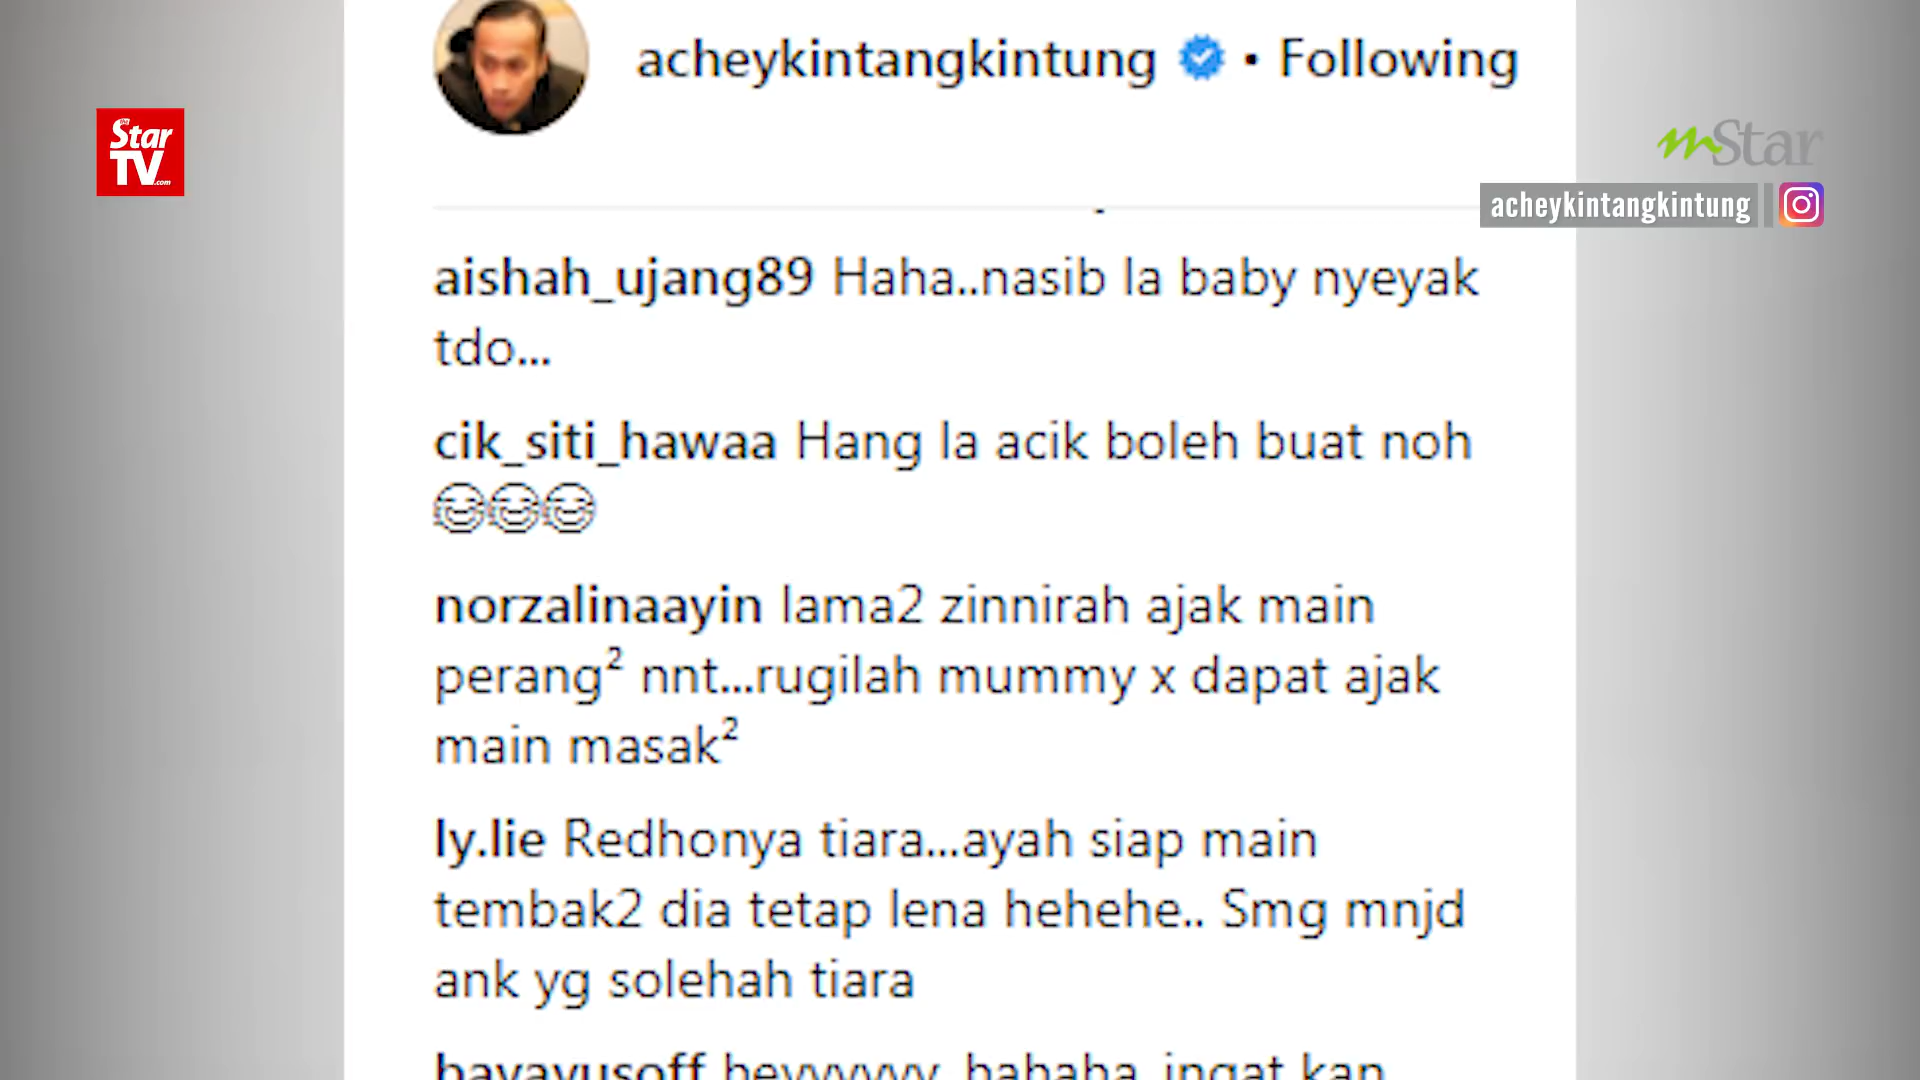 acheykintangkintung • Following
The Star TV.com
mStar
acheykintangkintung
aishah_ujang89 Haha..nasib la baby nyeyak
tdo...
cik_siti_hawaa Hang la acik boleh buat noh
😂😂😂
norzalinaayin lama2 zinnirah ajak main
perang² nnt...rugilah mummy x dapat ajak
main masak²
ly.lie Redhonya tiara...ayah siap main
tembak2 dia tetap lena hehehe.. Smg mnjd
ank yg solehah tiara
hahaha ingat kan